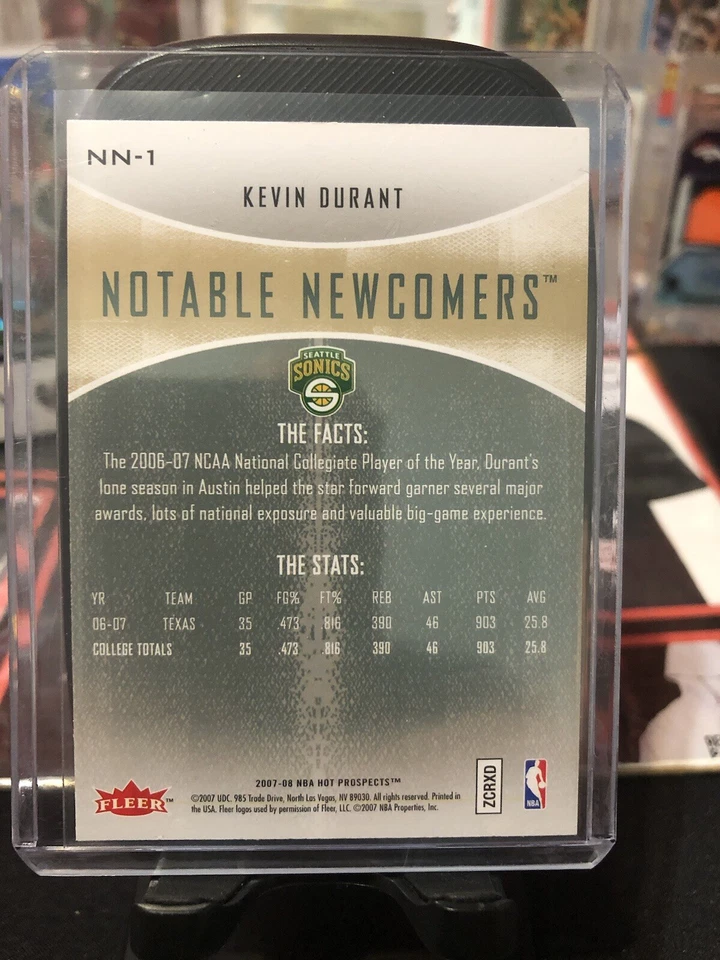 NN-1
KEVIN DURANT
NOTABLE NEWCOMERS™
SEATTLE
SONICS
S
THE FACTS:
The 2006-07 NCAA National Collegiate Player of the Year, Durant's
lone season in Austin helped the star forward garner several major
awards, lots of national exposure and valuable big-game experience.
THE STATS:
YR TEAM GP FG% FT% REB AST PTS AVG
06-07 TEXAS 35 .473 .816 390 46 903 25.8
COLLEGE TOTALS 35 .473 .816 390 46 903 25.8
2007-08 NBA HOT PROSPECTS™
FLEER™
©2007 UDC. 985 Trade Drive, North Las Vegas, NV 89030. All rights reserved. Printed in
the USA. Fleer logos used by permission of Fleer, LLC. ©2007 NBA Properties, Inc.
ZCRXD
NBA